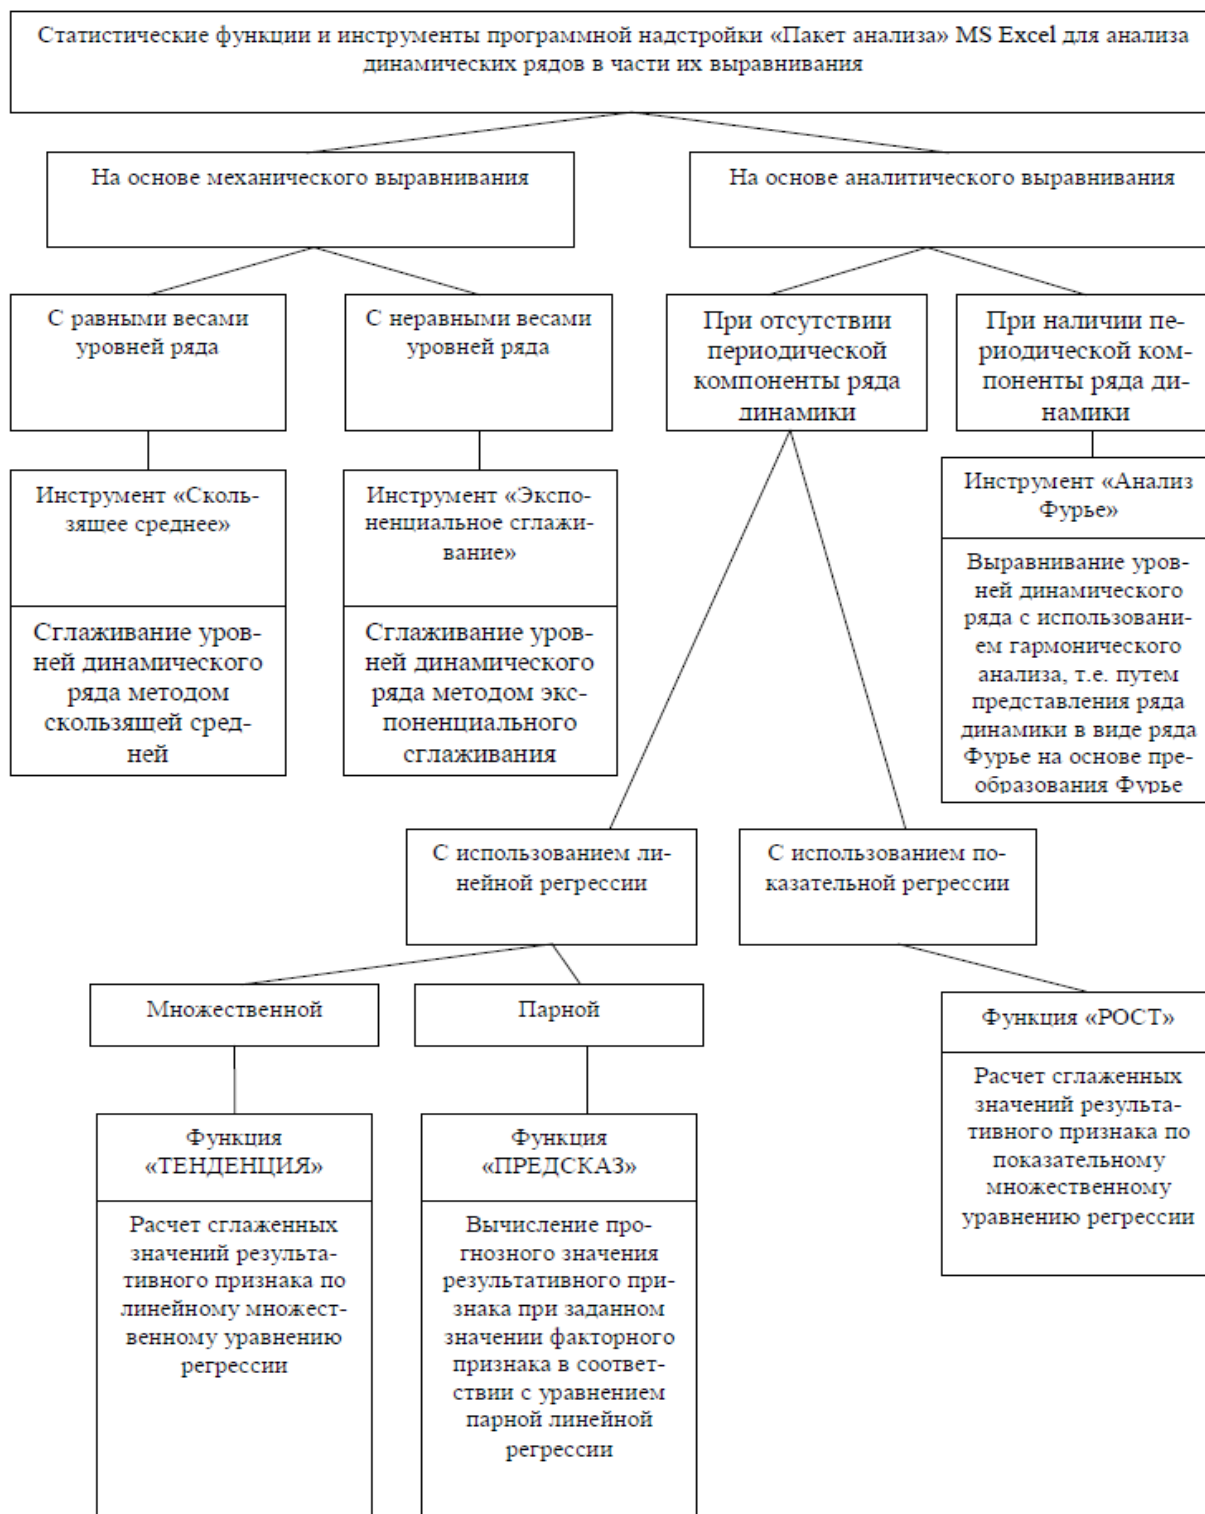 Статистические функции и инструменты программной надстройки «Пакет анализа» MS Excel для анализа
динамических рядов в части их выравнивания
На основе механического выравнивания
На основе аналитического выравнивания
С равными весами
уровней ряда
С неравными весами
уровней ряда
При отсутствии
периодической
компоненты ряда
динамики
При наличии пе-
риодической ком-
поненты ряда ди-
намики
Инструмент «Сколь-
зящее среднее»
Сглаживание уров-
ней динамического
ряда методом
скользящей сред-
ней
Инструмент «Экспо-
ненциальное сглажи-
вание»
Сглаживание уров-
ней динамического
ряда методом экс-
поненциального
сглаживания
Инструмент «Анализ
Фурье»
Выравнивание уров-
ней динамического
ряда с использовани-
ем гармонического
анализа, т.е. путем
представления ряда
динамики в виде ряда
Фурье на основе пре-
образования Фурье
С использованием ли-
нейной регрессии
С использованием по-
казательной регрессии
Множественной
Парной
Функция
«ТЕНДЕНЦИЯ»
Расчет сглаженных
значений результа-
тивного признака по
линейному множест-
венному уравнению
регрессии
Функция
«ПРЕДСКАЗ»
Вычисление про-
гнозного значения
результативного при-
знака при заданном
значении факторного
признака в соответ-
ствии с уравнением
парной линейной
регрессии
Функция «РОСТ»
Расчет сглаженных
значений результа-
тивного признака по
показательному
множественному
уравнению регрессии